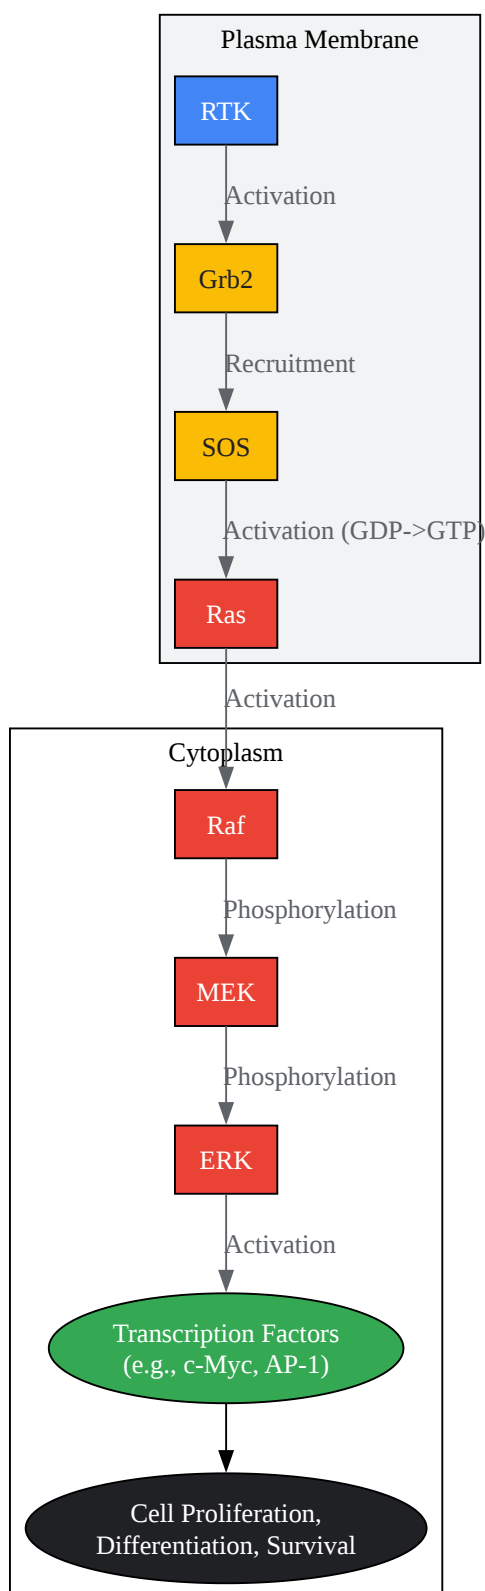 Plasma Membrane
RTK
Activation
Grb2
Recruitment
SOS
Activation (GDP->GTP)
Ras
Activation
Cytoplasm
Raf
Phosphorylation
MEK
Phosphorylation
ERK
Activation
Transcription Factors
(e.g., c-Myc, AP-1)
Cell Proliferation,
Differentiation, Survival